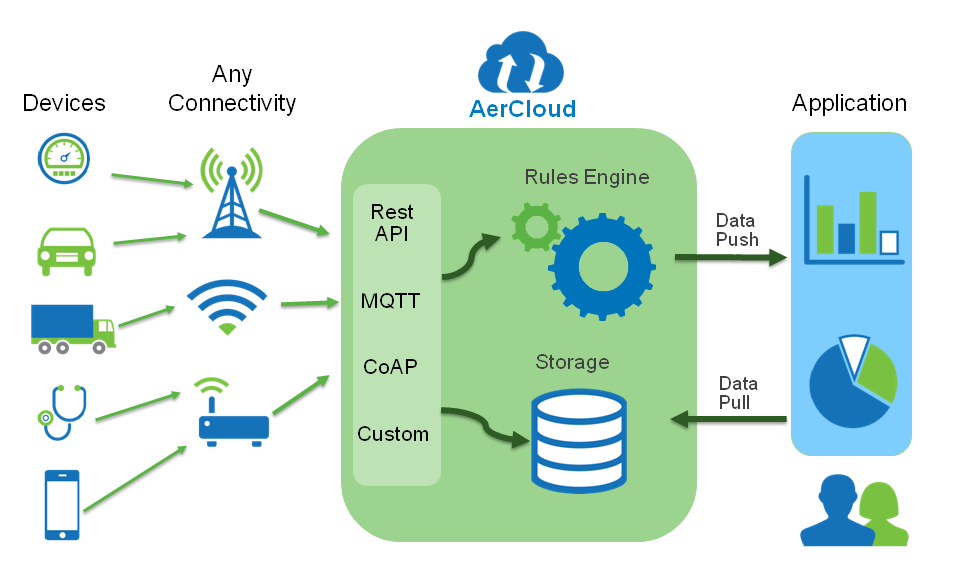 Devices
Any
Connectivity
AerCloud
Application
Rest
API
MQTT
CoAP
Custom
Rules Engine
Storage
Data
Push
Data
Pull